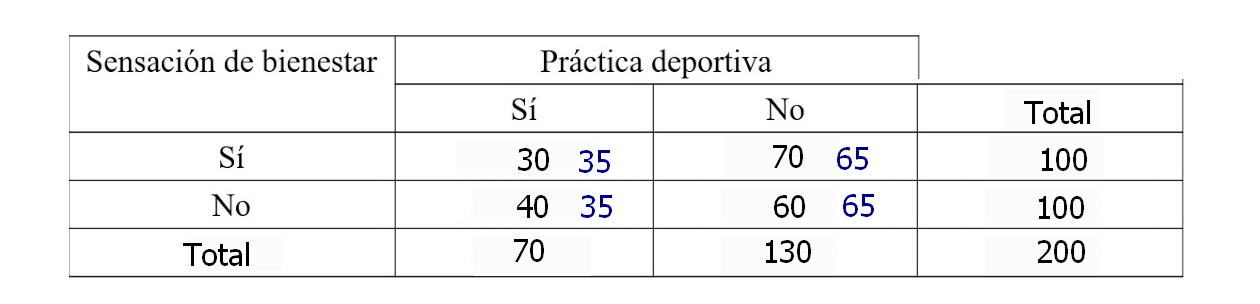 Sensación de bienestar Práctica deportiva
Sí No Total
Sí 30 35 70 65 100
No 40 35 60 65 100
Total 70 130 200